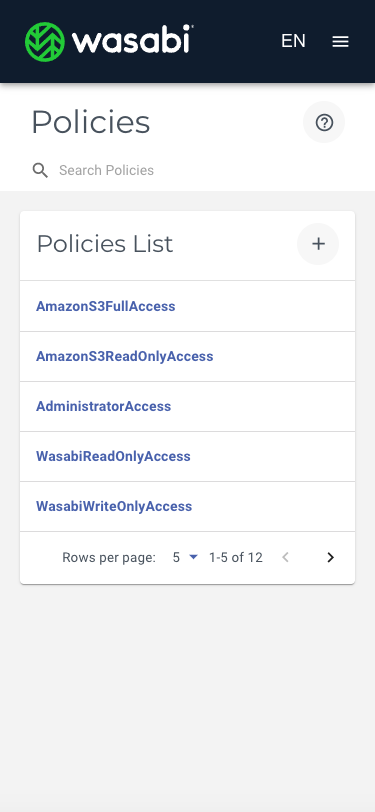 wasabi
EN
Policies
Search Policies
Policies List
AmazonS3FullAccess
AmazonS3ReadOnlyAccess
AdministratorAccess
WasabiReadOnlyAccess
WasabiWriteOnlyAccess
Rows per page: 5 1-5 of 12